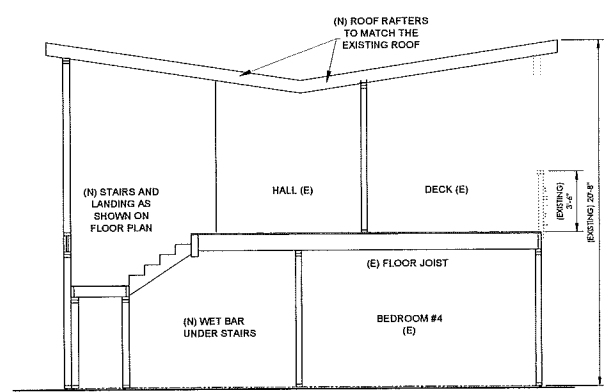 (N) ROOF RAFTERS
TO MATCH THE
EXISTING ROOF
(N) STAIRS AND
LANDING AS
SHOWN ON
FLOOR PLAN
HALL (E)
DECK (E)
(EXISTING)
3'-6"
(EXISTING) 20'-8"
(E) FLOOR JOIST
(N) WET BAR
UNDER STAIRS
BEDROOM #4
(E)